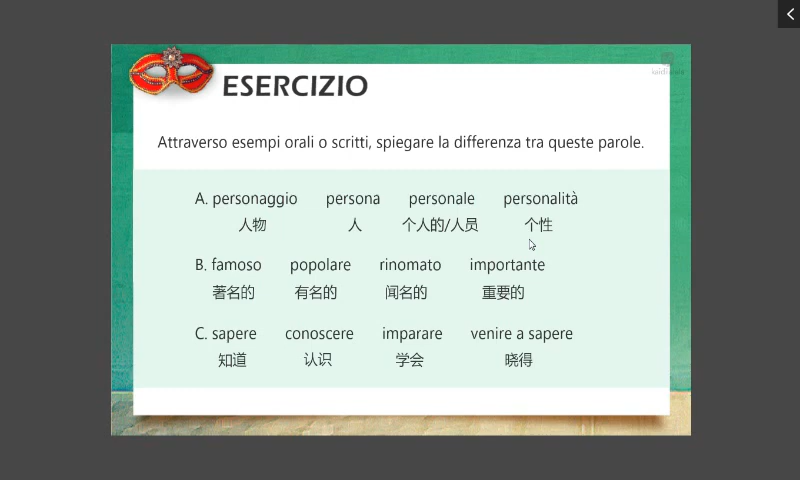 ESERCIZIO
Attraverso esempi orali o scritti, spiegare la differenza tra queste parole.
A. personaggio persona personale personalità
人物 人 个人的/人员 个性
B. famoso popolare rinomato importante
著名的 有名的 闻名的 重要的
C. sapere conoscere imparare venire a sapere
知道 认识 学会 晓得